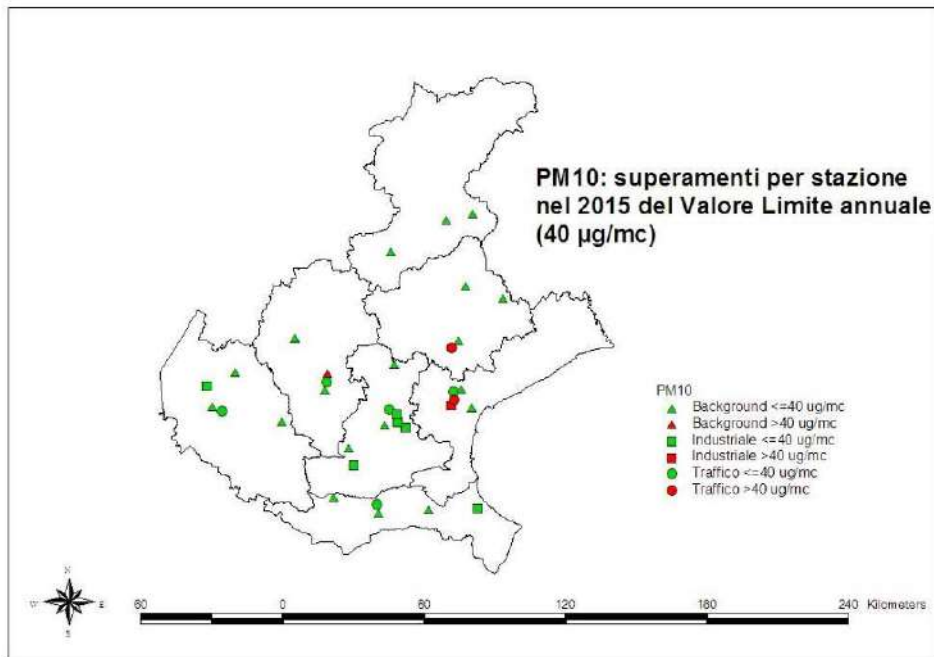 PM10: superamenti per stazione
nel 2015 del Valore Limite annuale
(40 µg/mc)
PM10
Background <=40 ug/mc
Background >40 ug/mc
Industriale <=40 ug/mc
Industriale >40 ug/mc
Traffico <=40 ug/mc
Traffico >40 ug/mc
N
W E
S
60 0 60 120 180 240 Kilometers